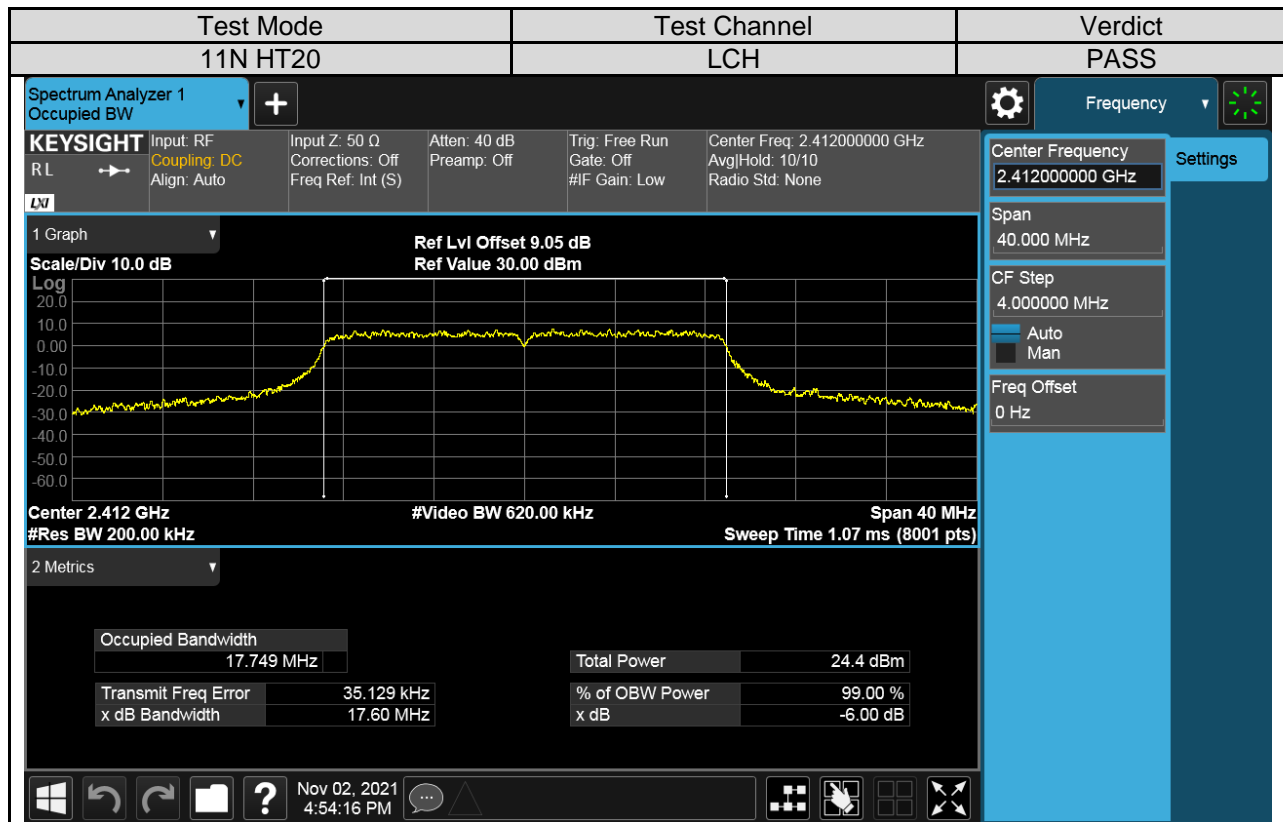 Test Mode Test Channel Verdict
11N HT20 LCH PASS
Spectrum Analyzer 1
Occupied BW
+
Frequency
KEYSIGHT Input: RF Input Z: 50 Ω Atten: 40 dB Trig: Free Run Center Freq: 2.412000000 GHz
RL Coupling: DC Corrections: Off Preamp: Off Gate: Off Avg|Hold: 10/10
Align: Auto Freq Ref: Int (S) #IF Gain: Low Radio Std: None
LXI
Center Frequency
2.412000000 GHz
Settings
Span
40.000 MHz
CF Step
4.000000 MHz
Auto
Man
Freq Offset
0 Hz
1 Graph
Ref Lvl Offset 9.05 dB
Scale/Div 10.0 dB Ref Value 30.00 dBm
Log
20.0
10.0
0.00
-10.0
-20.0
-30.0
-40.0
-50.0
-60.0
Center 2.412 GHz #Video BW 620.00 kHz Span 40 MHz
#Res BW 200.00 kHz Sweep Time 1.07 ms (8001 pts)
2 Metrics
Occupied Bandwidth
17.749 MHz Total Power 24.4 dBm
Transmit Freq Error 35.129 kHz % of OBW Power 99.00 %
x dB Bandwidth 17.60 MHz x dB -6.00 dB
? Nov 02, 2021
4:54:16 PM